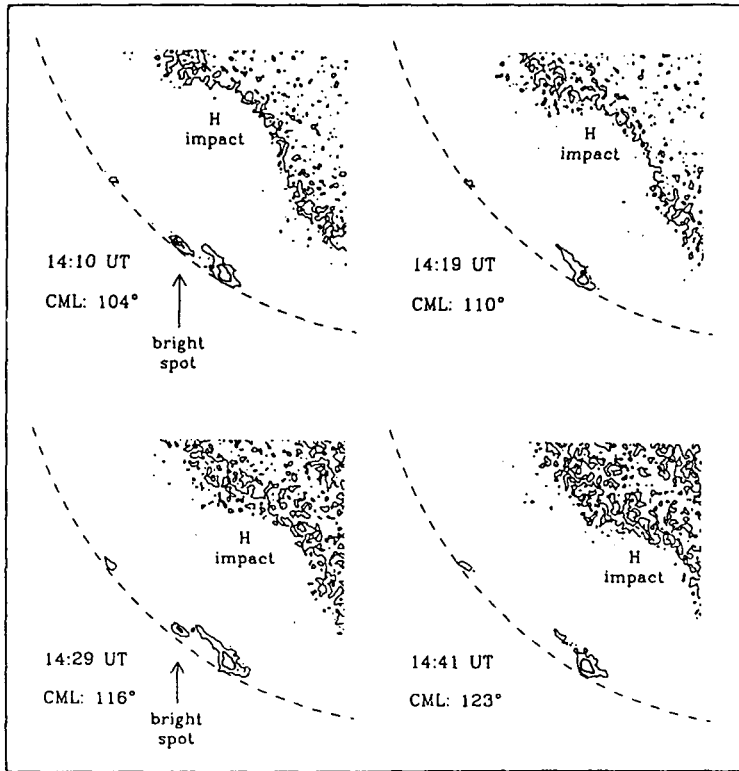 H
impact
14:10 UT
CML: 104°
bright
spot
H
impact
14:19 UT
CML: 110°
H
impact
14:29 UT
CML: 116°
bright
spot
H
impact
14:41 UT
CML: 123°